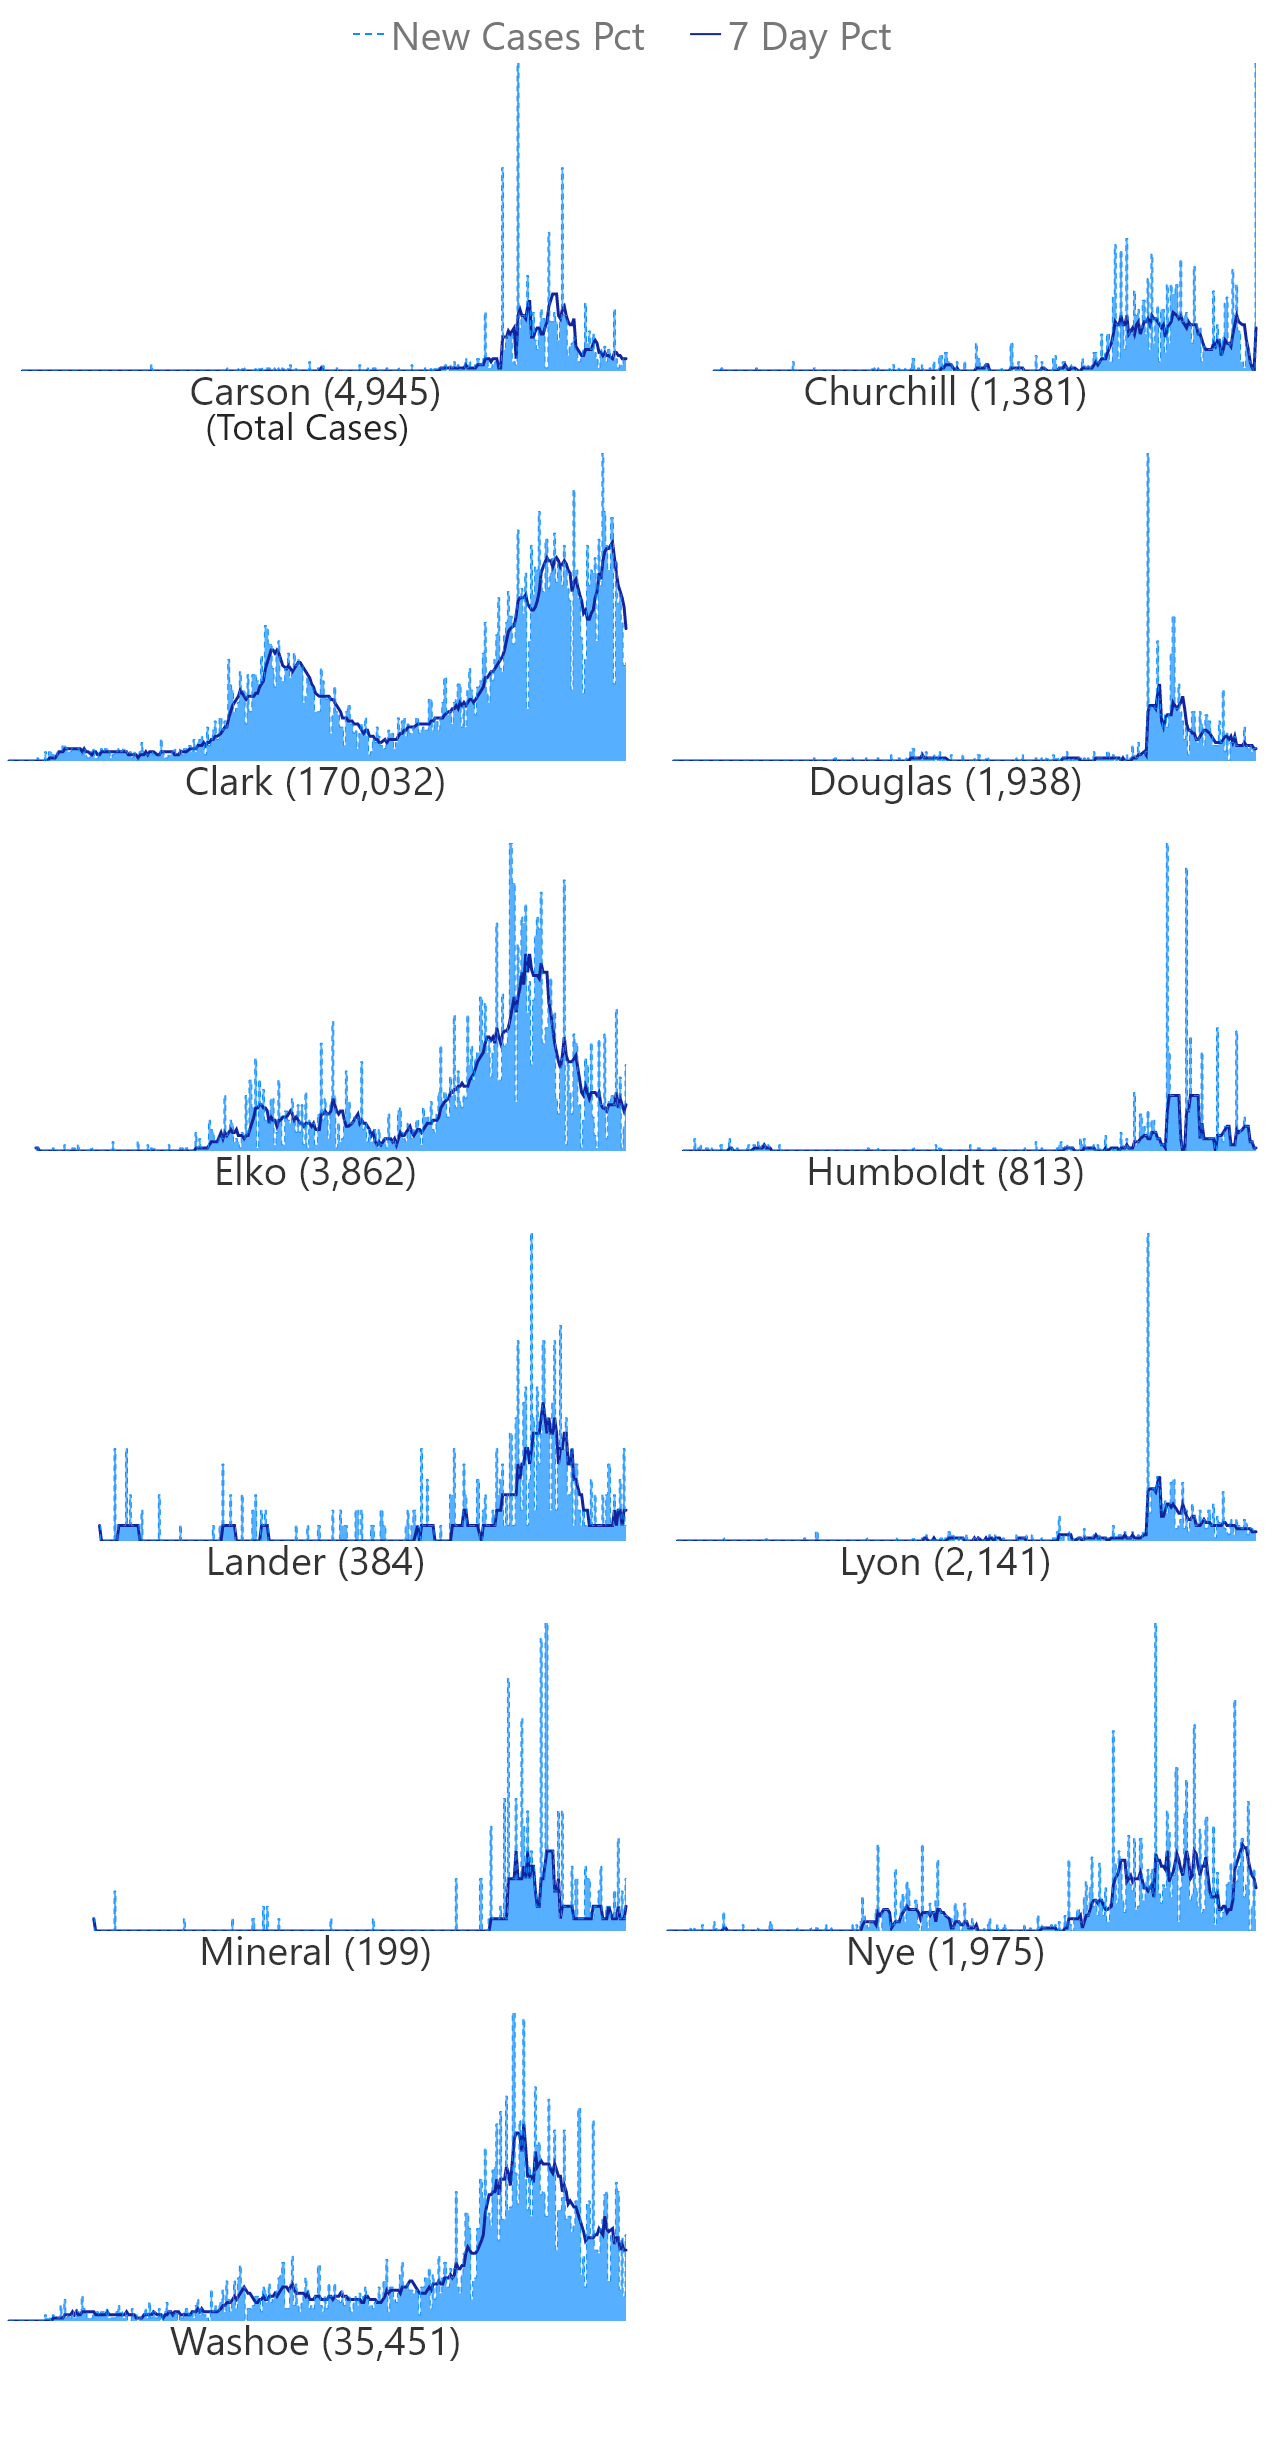 New Cases Pct 7 Day Pct
Carson (4,945) Churchill (1,381)
(Total Cases)
Clark (170,032) Douglas (1,938)
Elko (3,862) Humboldt (813)
Lander (384) Lyon (2,141)
Mineral (199) Nye (1,975)
Washoe (35,451)